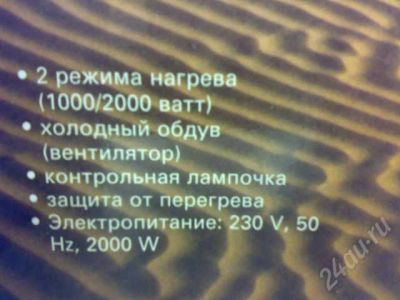 • 2 режима нагрева
(1000/2000 ватт)
• холодный обдув
(вентилятор)
• контрольная лампочка
• защита от перегрева
• Электропитание: 230 V, 50
Hz, 2000 W
24au.ru